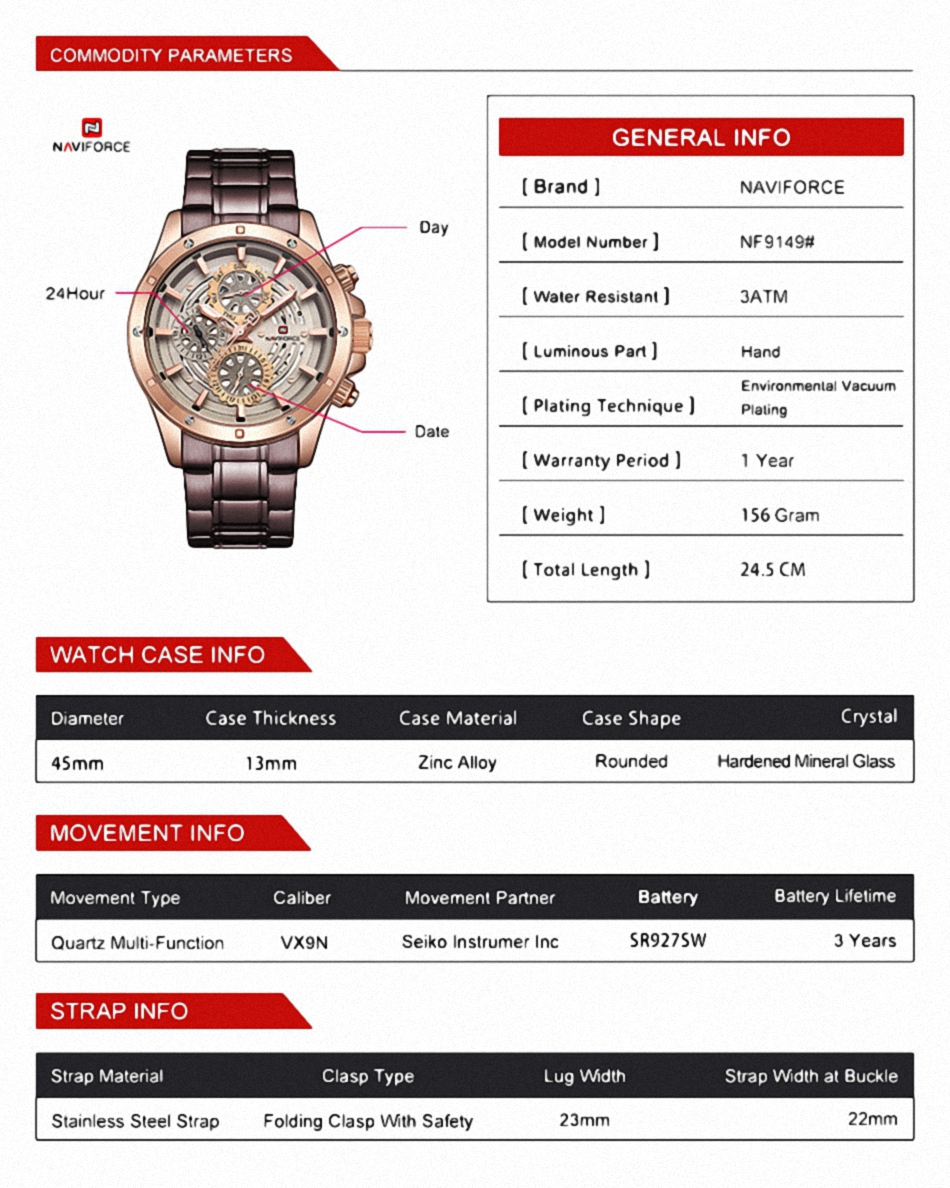 COMMODITY PARAMETERS
NAVIFORCE
Day
24Hour
NAVIFORCE
Date
GENERAL INFO
[ Brand ] NAVIFORCE
[ Model Number ] NF9149#
[ Water Resistant ] 3ATM
[ Luminous Part ] Hand
[ Plating Technique ] Environmental Vacuum
Plating
[ Warranty Period ] 1 Year
[ Weight ] 156 Gram
[ Total Length ] 24.5 CM
WATCH CASE INFO
Diameter Case Thickness Case Material Case Shape Crystal
45mm 13mm Zinc Alloy Rounded Hardened Mineral Glass
MOVEMENT INFO
Movement Type Caliber Movement Partner Battery Battery Lifetime
Quartz Multi-Function VX9N Seiko Instrumer Inc SR927SW 3 Years
STRAP INFO
Strap Material Clasp Type Lug Width Strap Width at Buckle
Stainless Steel Strap Folding Clasp With Safety 23mm 22mm